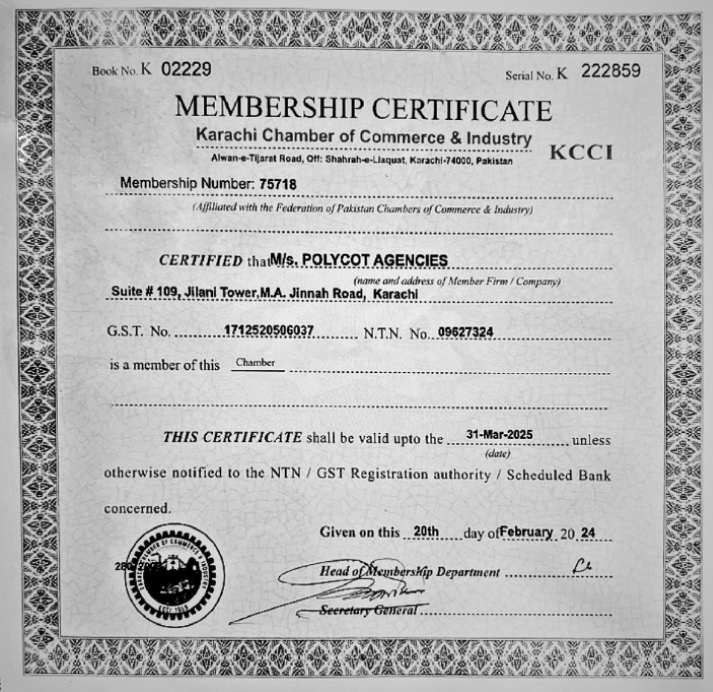 Book No. K 02229
Serial No. K 222859
MEMBERSHIP CERTIFICATE
Karachi Chamber of Commerce & Industry
KCCI
Alwan-e-Tijarat Road, Off: Shahrah-e-Liaquat, Karachi-74000, Pakistan
Membership Number: 75718
(Affiliated with the Federation of Pakistan Chambers of Commerce & Industry)
CERTIFIED that M/s. POLYCOT AGENCIES
(name and address of Member Firm / Company)
Suite # 109, Jilani Tower,M.A. Jinnah Road, Karachi
G.S.T. No. 1712520506037 N.T.N. No. 09627324
is a member of this Chamber
THIS CERTIFICATE shall be valid upto the 31-Mar-2025 unless
(date)
otherwise notified to the NTN / GST Registration authority / Scheduled Bank
concerned.
Given on this 20th day of February 20 24
Head of Membership Department
Secretary General